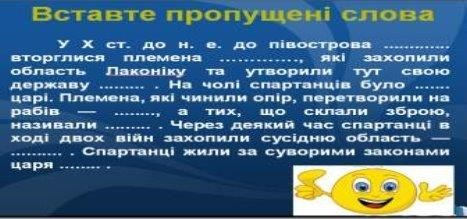 Вставте пропущені слова
У X ст. до н. е. до півострова .............
вторглися племена ............., які захопили
область Лаконіку та утворили тут свою
державу ......... . На чолі спартанців було .......
царі. Племена, які чинили опір, перетворили на
рабів — ........, а тих, що склали зброю,
називали ......... . Через деякий час спартанці в
ході двох війн захопили сусідню область —
.......... . Спартанці жили за суворими законами
царя ........ .